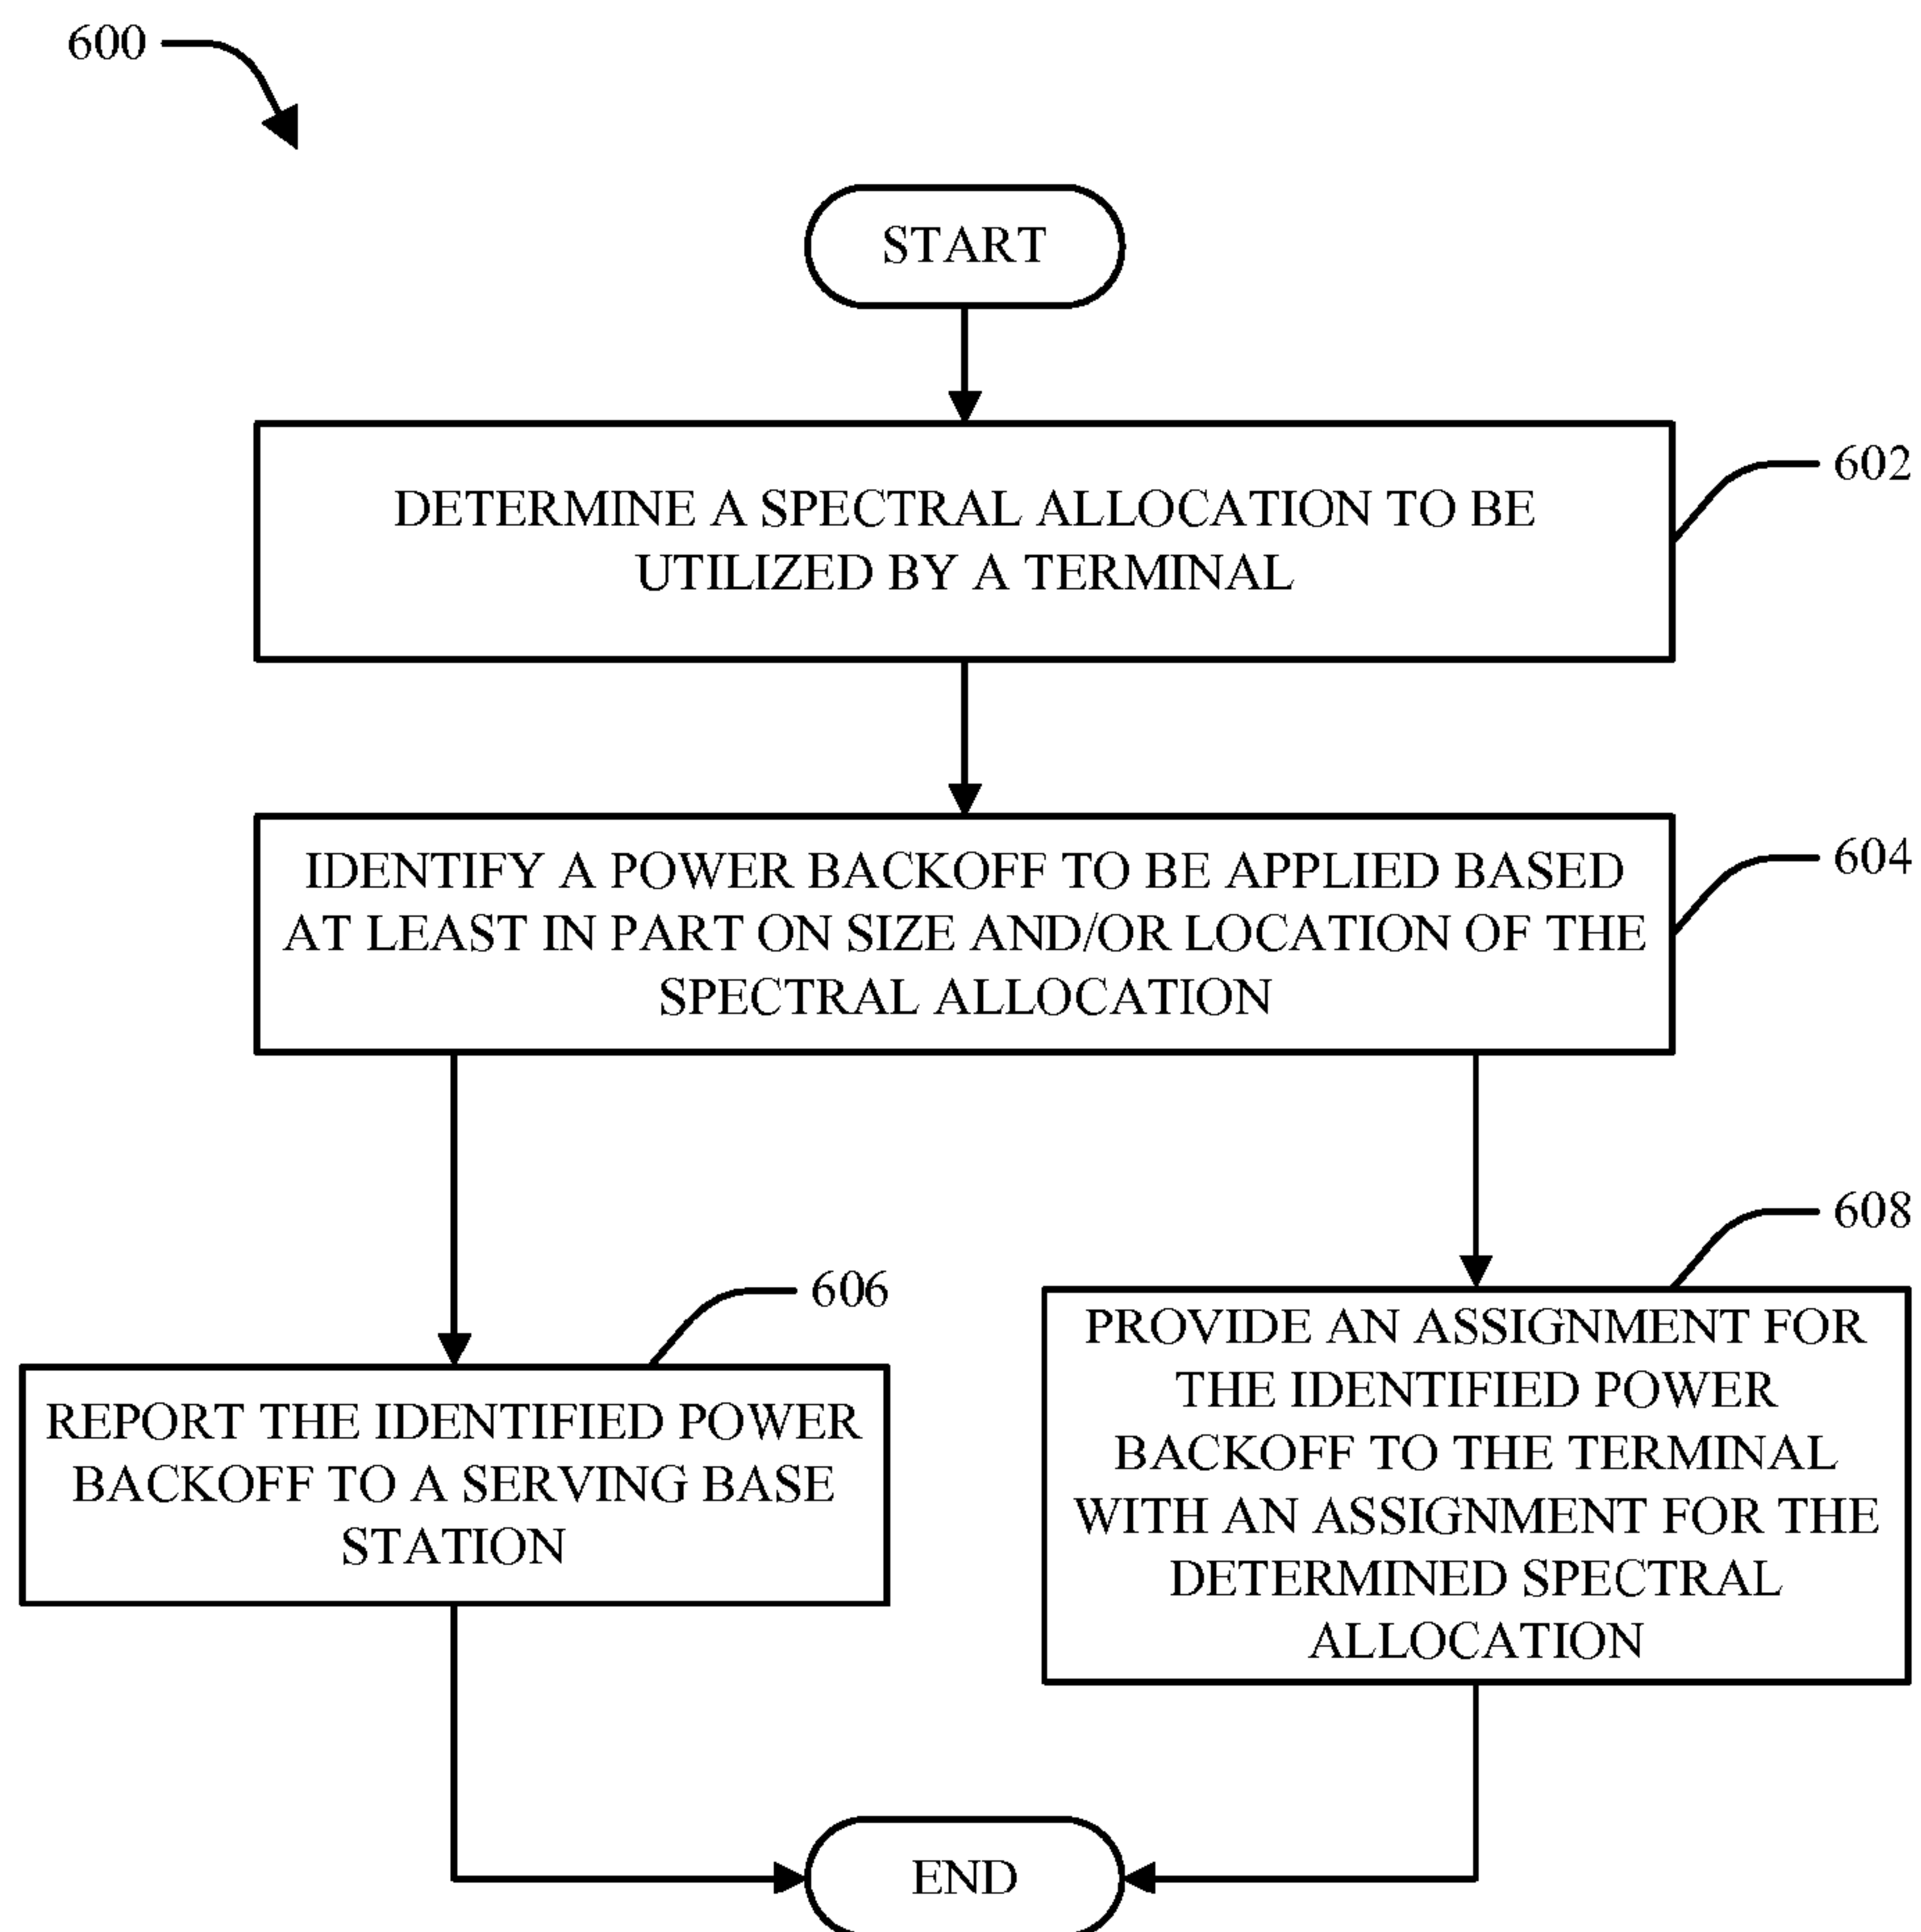 600
START
DETERMINE A SPECTRAL ALLOCATION TO BE
UTILIZED BY A TERMINAL
602
IDENTIFY A POWER BACKOFF TO BE APPLIED BASED
AT LEAST IN PART ON SIZE AND/OR LOCATION OF THE
SPECTRAL ALLOCATION
604
606
REPORT THE IDENTIFIED POWER
BACKOFF TO A SERVING BASE
STATION
608
PROVIDE AN ASSIGNMENT FOR
THE IDENTIFIED POWER
BACKOFF TO THE TERMINAL
WITH AN ASSIGNMENT FOR THE
DETERMINED SPECTRAL
ALLOCATION
END